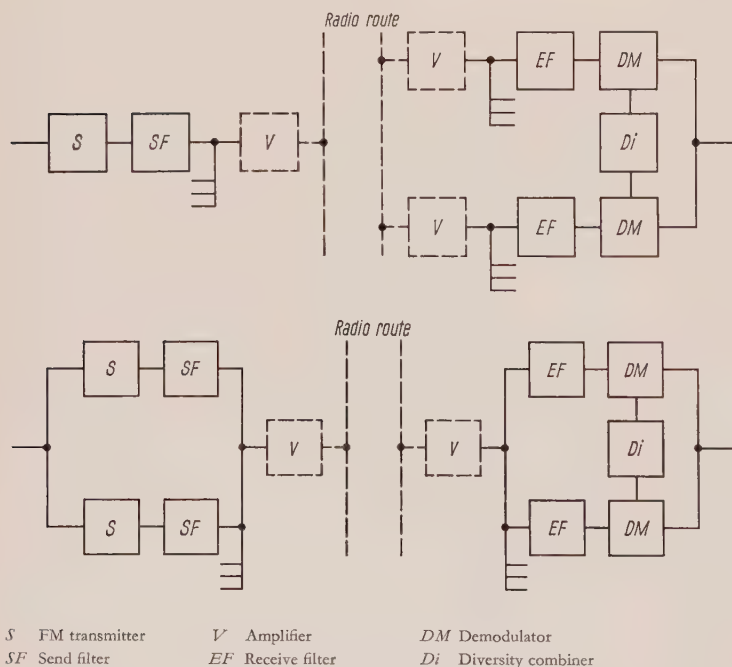 Radio route
V EF DM
S SF V Di
V EF DM
Radio route
S SF EF DM
V V Di
S SF EF DM
S FM transmitter V Amplifier DM Demodulator
SF Send filter EF Receive filter Di Diversity combiner